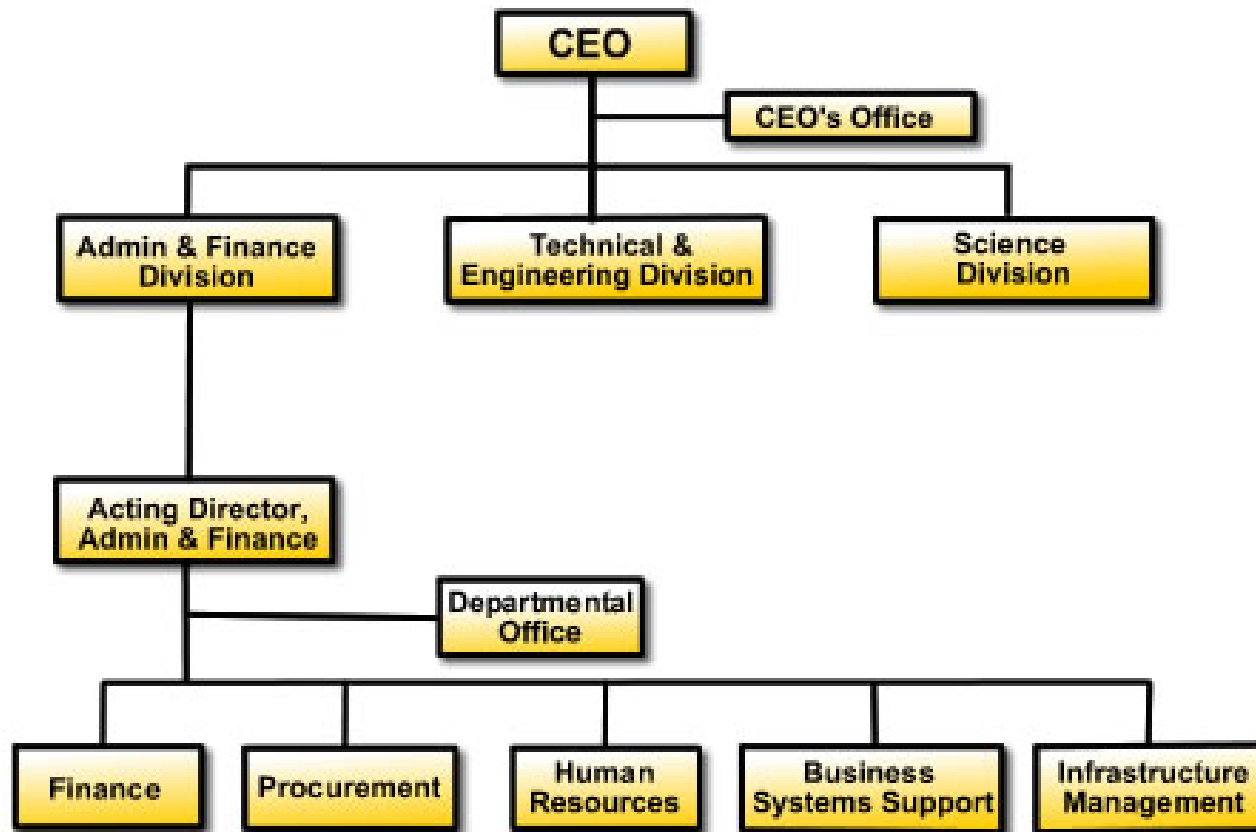 CEO
CEO's Office
Admin & Finance
Division
Technical &
Engineering Division
Science
Division
Acting Director,
Admin & Finance
Departmental
Office
Finance
Procurement
Human
Resources
Business
Systems Support
Infrastructure
Management